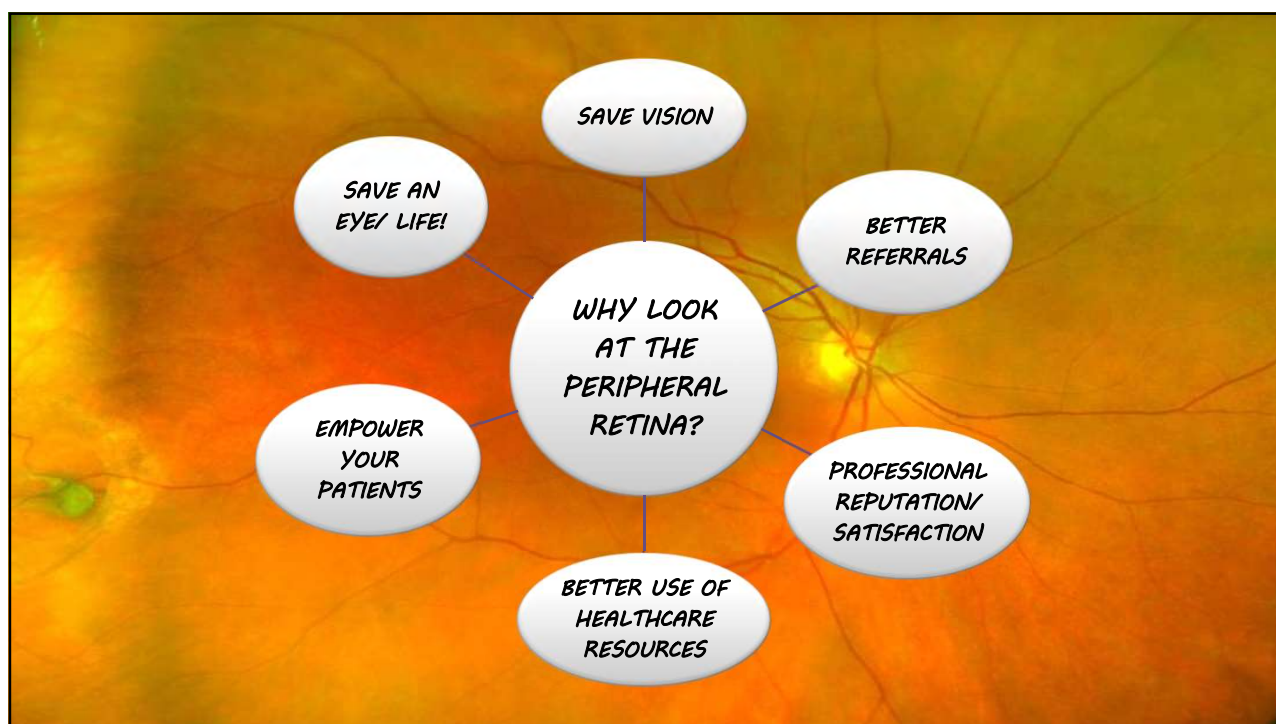 SAVE VISION
SAVE AN
EYE/ LIFE!
BETTER
REFERRALS
WHY LOOK
AT THE
PERIPHERAL
RETINA?
EMPOWER
YOUR
PATIENTS
PROFESSIONAL
REPUTATION/
SATISFACTION
BETTER USE OF
HEALTHCARE
RESOURCES